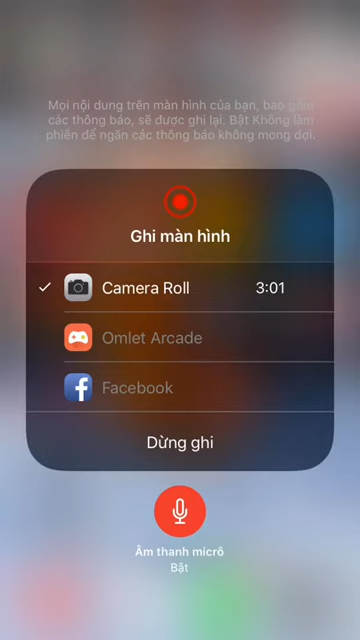 Mọi nội dung trên màn hình của bạn, bao gồm
các thông báo, sẽ được ghi lại. Bật Không làm
phiền để ngăn các thông báo không mong đợi.
Ghi màn hình
Camera Roll 3:01
Omlet Arcade
Facebook
Dừng ghi
Âm thanh micrô
Bật